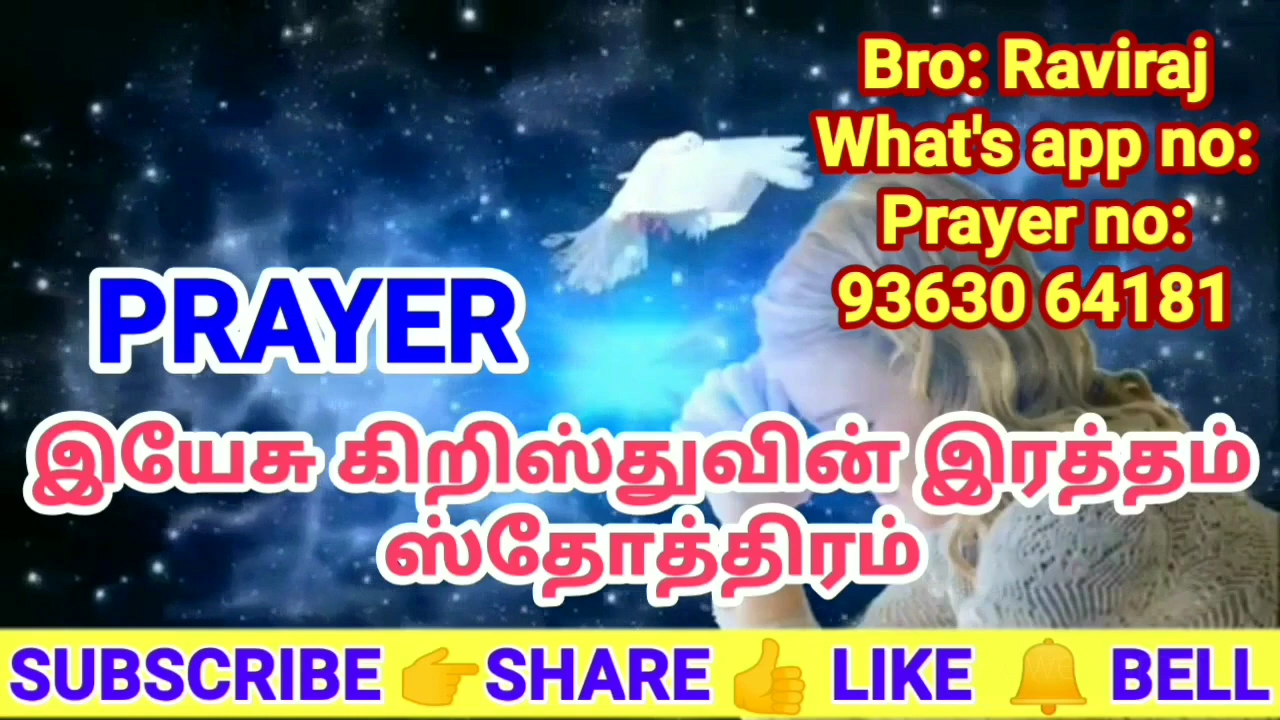 Bro: Raviraj
What's app no:
Prayer no:
93630 64181
PRAYER
இயேசு கிறிஸ்துவின் இரத்தம்
ஸ்தோத்திரம்
SUBSCRIBE 👉 SHARE 👍 LIKE 🔔 BELL